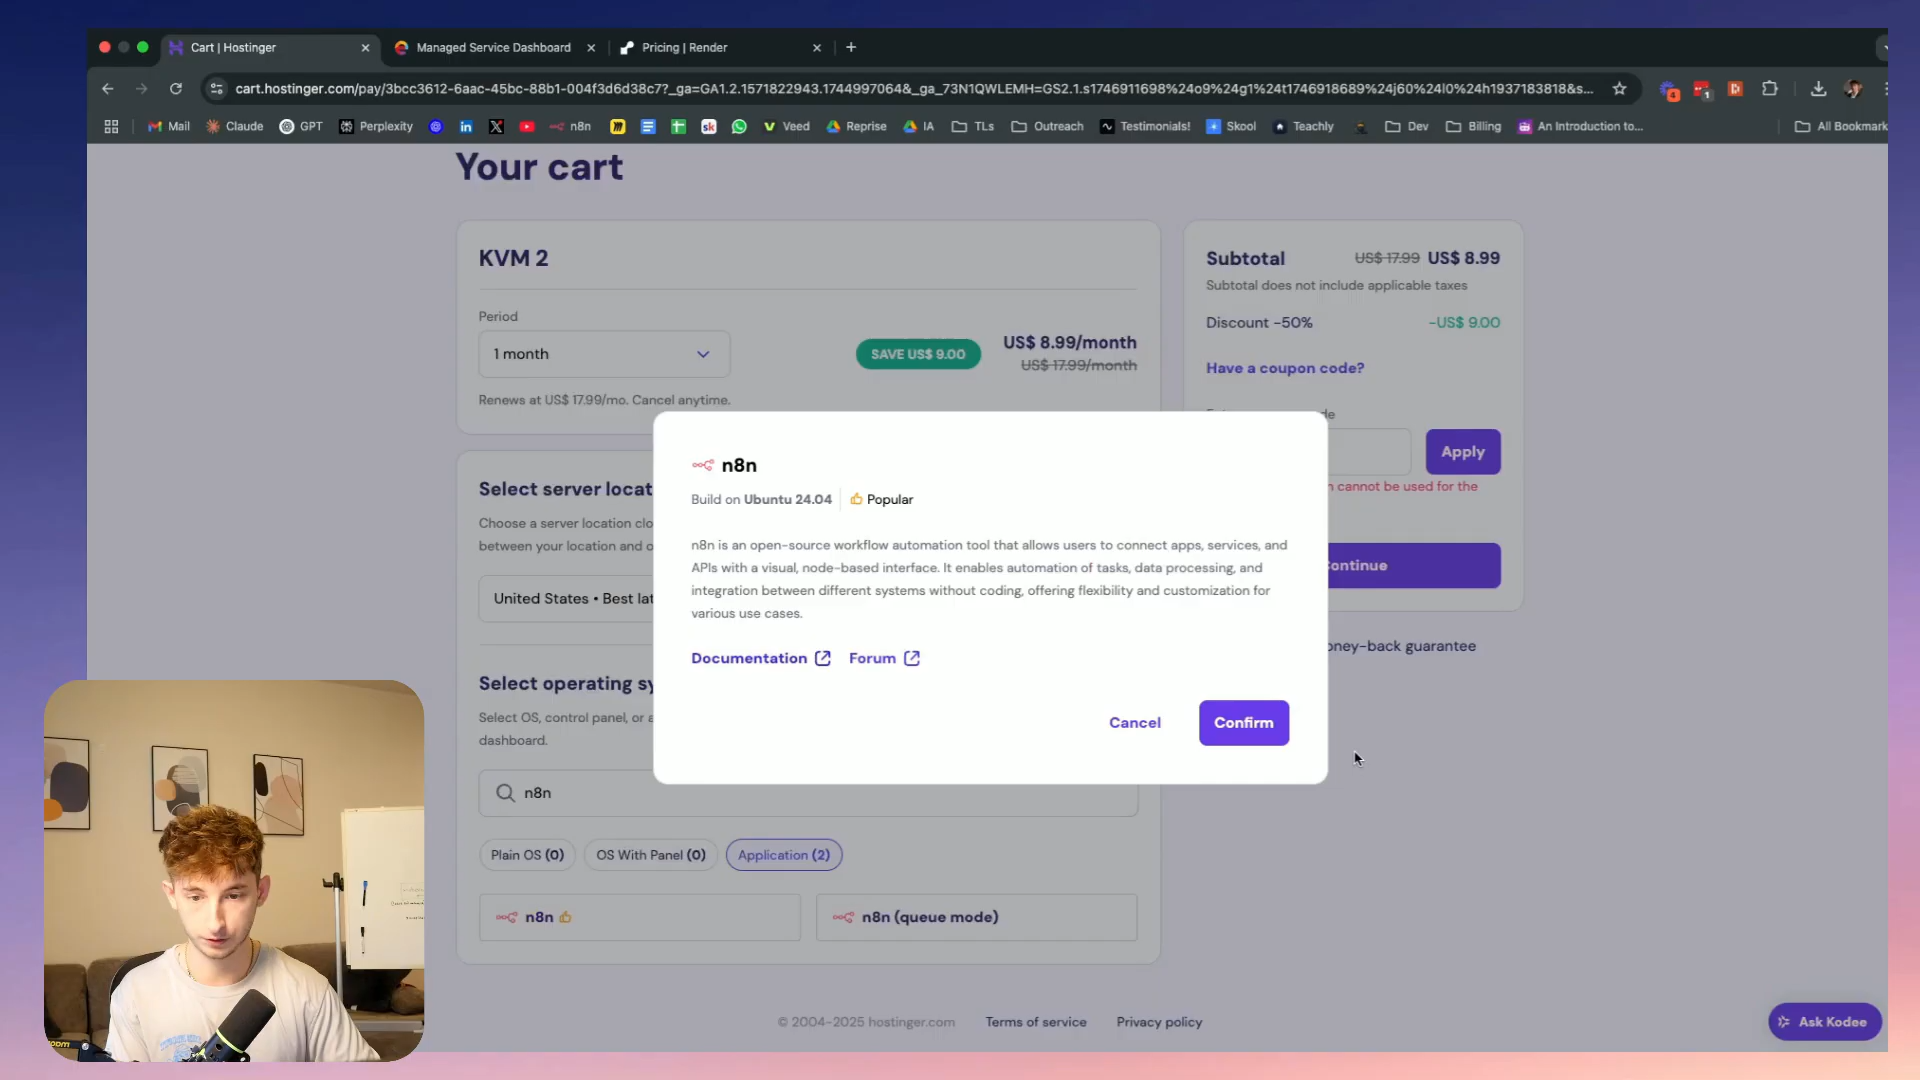 Cart | Hostinger
Managed Service Dashboard
Pricing | Render
cart.hostinger.com/pay/3bcc3612-6aac-45bc-88b1-004f3d6d38c7?_ga=GA1.2.1571822943.1744997064&_ga_73N1QWLEMH=GS2.1.s1746911698%24o9%24g1%24t1746918689%24j60%24l0%24h1937183818&s...
4
1
Mail
Claude
GPT
Perplexity
n8n
Veed
Reprise
IA
TLs
Outreach
Testimonials!
Skool
Teachly
Dev
Billing
An Introduction to...
All Bookmark
Your cart
KVM 2
Period
1 month
SAVE US$ 9.00
US$ 8.99/month
US$ 17.99/month
Renews at US$ 17.99/mo. Cancel anytime.
Subtotal
US$ 17.99 US$ 8.99
Subtotal does not include applicable taxes
Discount -50%
-US$ 9.00
Have a coupon code?
Apply
n cannot be used for the
ontinue
oney-back guarantee
Select server locat
Choose a server location clo
between your location and o
United States • Best lat
Select operating sy
Select OS, control panel, or a
dashboard.
n8n
Build on Ubuntu 24.04
Popular
n8n is an open-source workflow automation tool that allows users to connect apps, services, and
APIs with a visual, node-based interface. It enables automation of tasks, data processing, and
integration between different systems without coding, offering flexibility and customization for
various use cases.
Documentation
Forum
Cancel
Confirm
n8n
Plain OS (0)
OS With Panel (0)
Application (2)
n8n
n8n (queue mode)
© 2004-2025 hostinger.com
Terms of service
Privacy policy
Ask Kodee